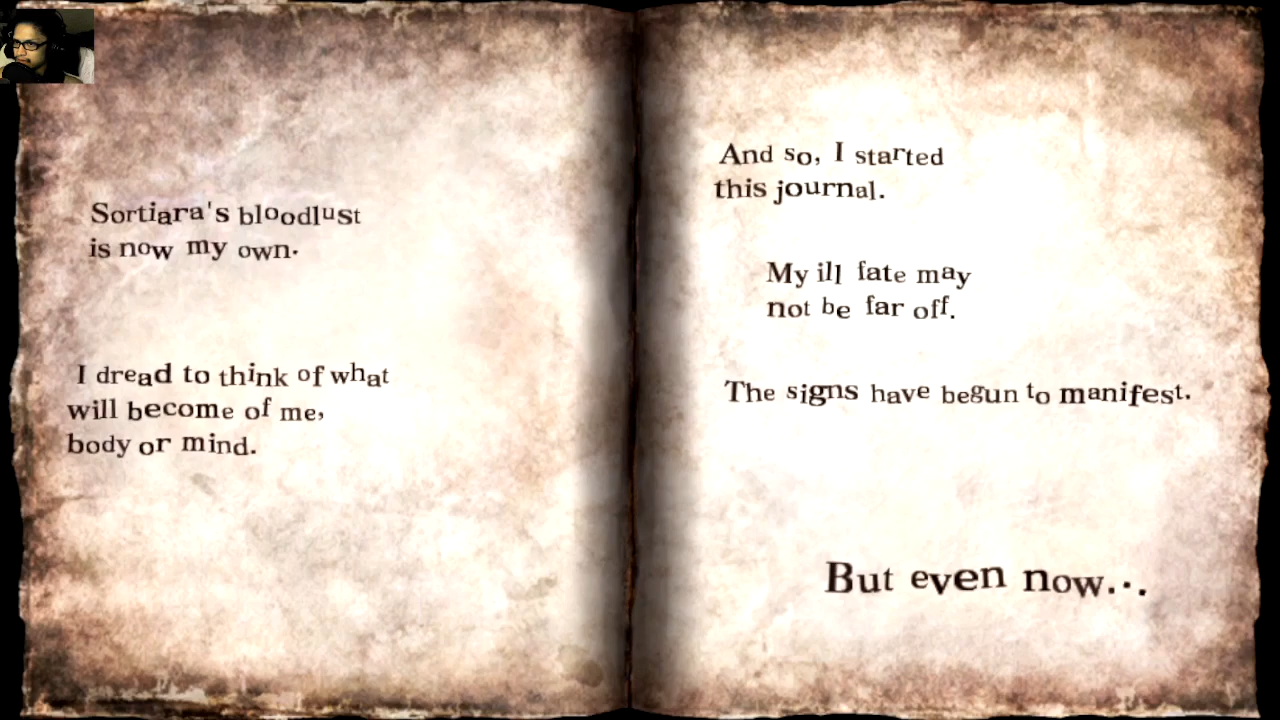 Sortiara's bloodlust
is now my own.
I dread to think of what
will become of me,
body or mind.
And so, I started
this journal.
My ill fate may
not be far off.
The signs have begun to manifest.
But even now...